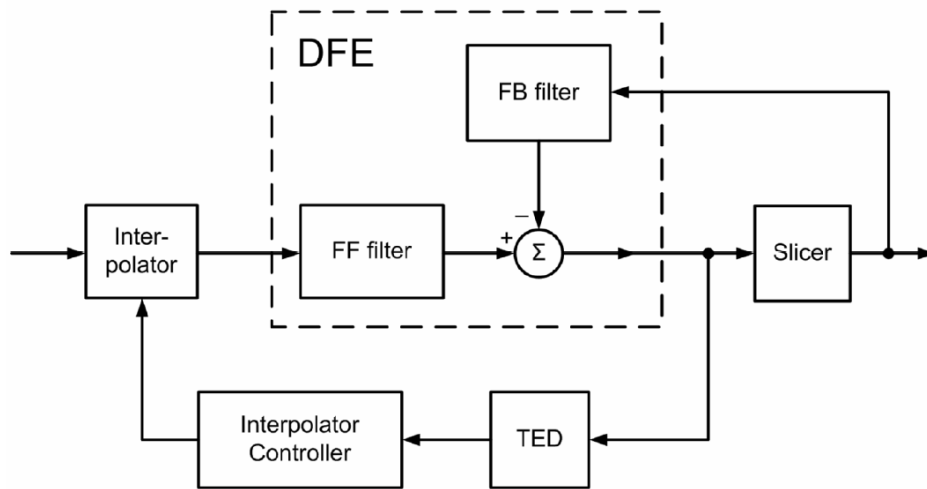 DFE
FB filter
Inter-
polator
FF filter
+
−
Σ
Slicer
Interpolator
Controller
TED